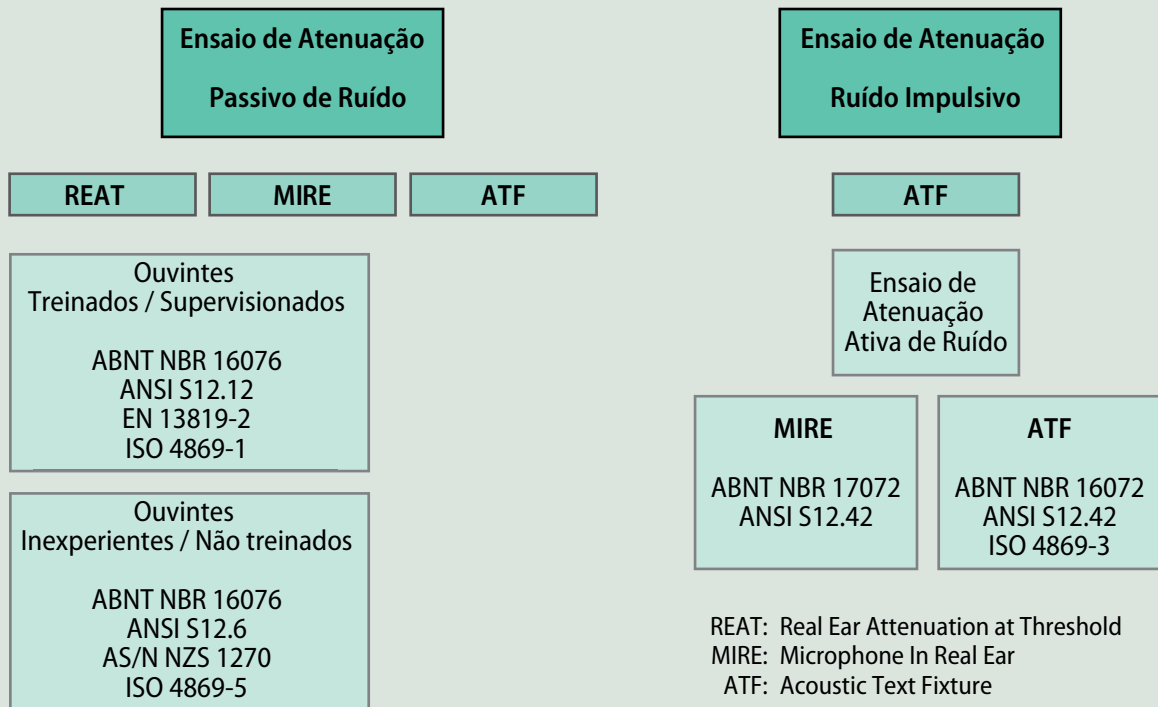 Ensaio de Atenuação
Passivo de Ruído
REAT
MIRE
ATF
Ouvintes
Treinados / Supervisionados
ABNT NBR 16076
ANSI S12.12
EN 13819-2
ISO 4869-1
Ouvintes
Inexperientes / Não treinados
ABNT NBR 16076
ANSI S12.6
AS/N NZS 1270
ISO 4869-5
Ensaio de Atenuação
Ruído Impulsivo
ATF
Ensaio de
Atenuação
Ativa de Ruído
MIRE
ABNT NBR 17072
ANSI S12.42
ATF
ABNT NBR 16072
ANSI S12.42
ISO 4869-3
REAT: Real Ear Attenuation at Threshold
MIRE: Microphone In Real Ear
ATF: Acoustic Text Fixture